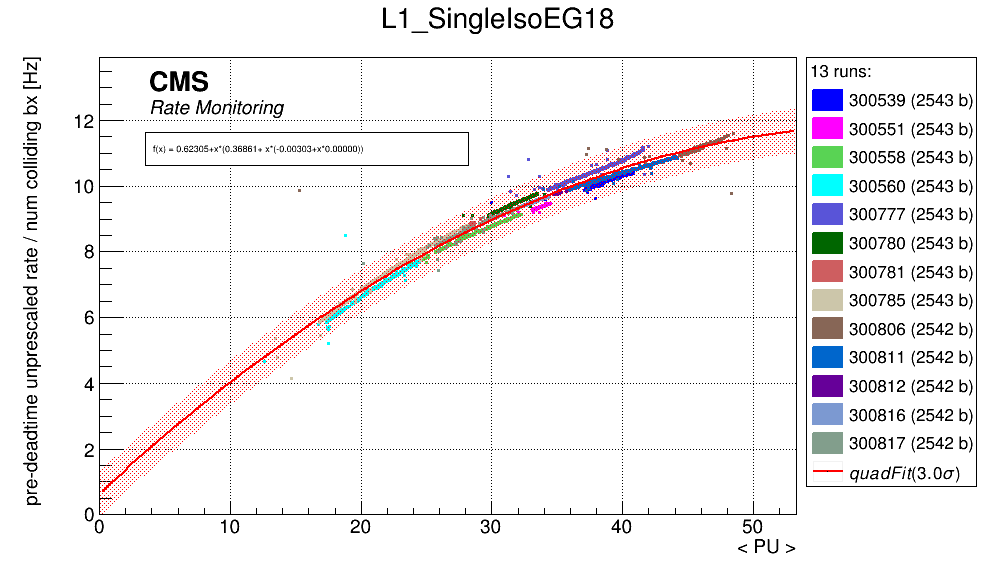 L1_SingleIsoEG18
pre-deadtime unprescaled rate / num colliding bx [Hz]
CMS
Rate Monitoring
f(x) = 0.62305+x*(0.36861+ x*(-0.00303+x*0.00000))
12
10
8
6
4
2
0
0 10 20 30 40 50
< PU >
13 runs:
300539 (2543 b)
300551 (2543 b)
300558 (2543 b)
300560 (2543 b)
300777 (2543 b)
300780 (2543 b)
300781 (2543 b)
300785 (2543 b)
300806 (2542 b)
300811 (2542 b)
300812 (2542 b)
300816 (2542 b)
300817 (2542 b)
quadFit(3.0σ)